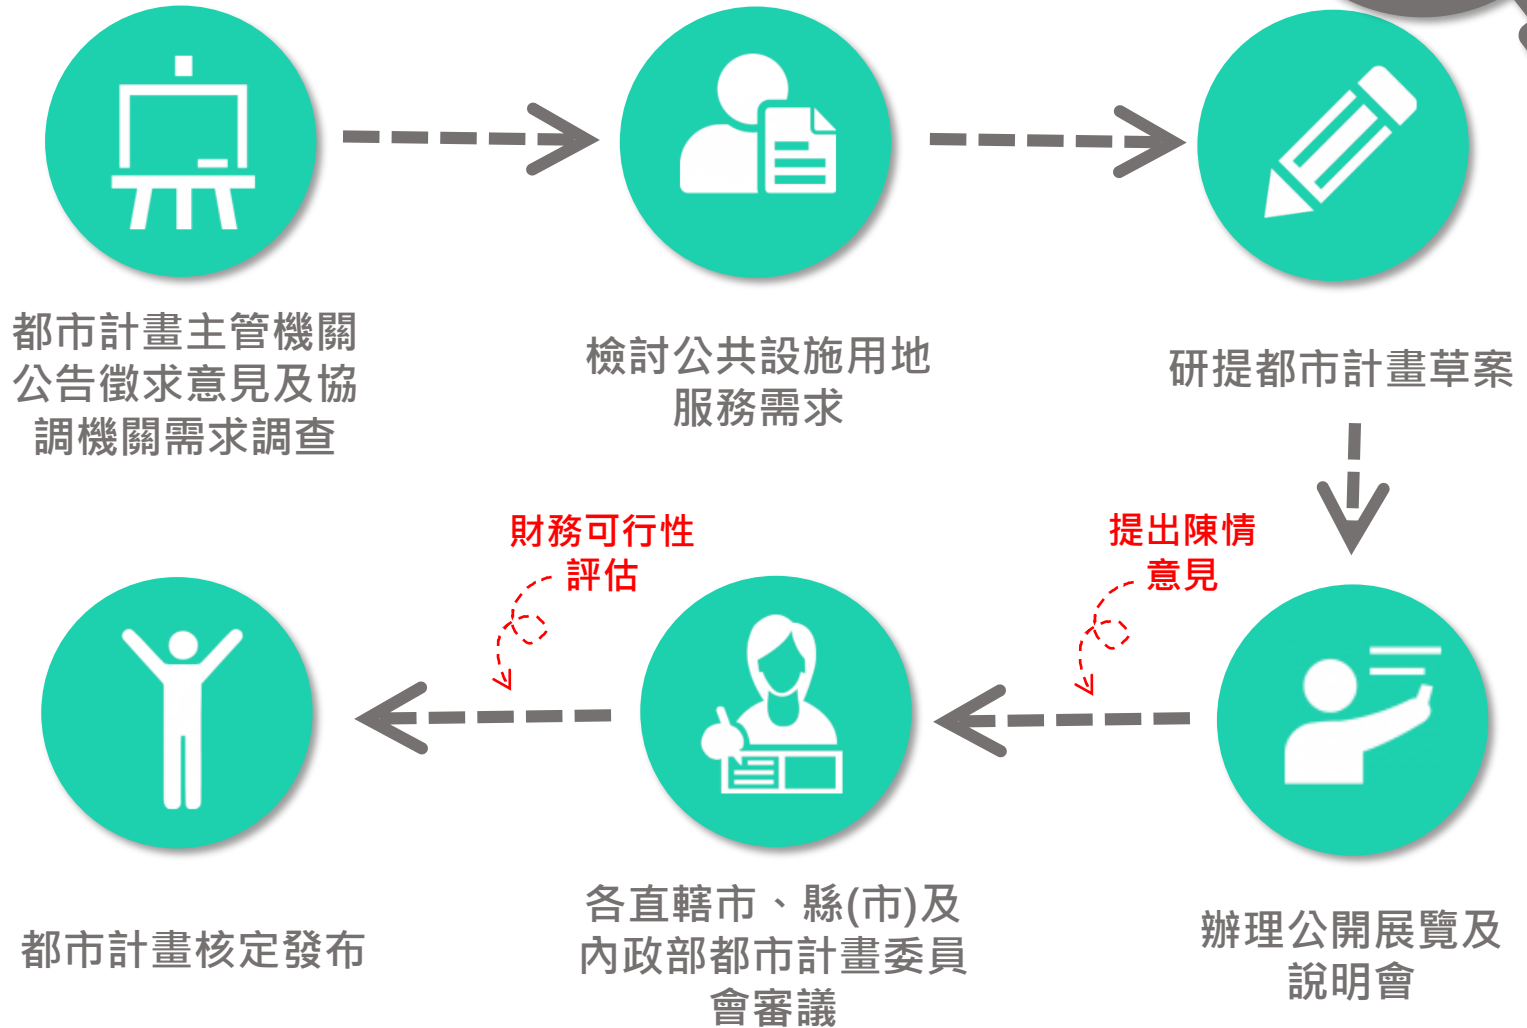 都市計畫主管機關
公告徵求意見及協
調機關需求調查
檢討公共設施用地
服務需求
研提都市計畫草案
提出陳情
意見
財務可行性
評估
辦理公開展覽及
說明會
各直轄市、縣(市)及
內政部都市計畫委員
會審議
都市計畫核定發布